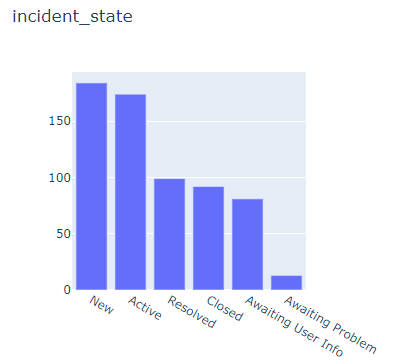 incident_state
150
100
50
0
New
Active
Resolved
Closed
Awaiting User Info
Awaiting Problem